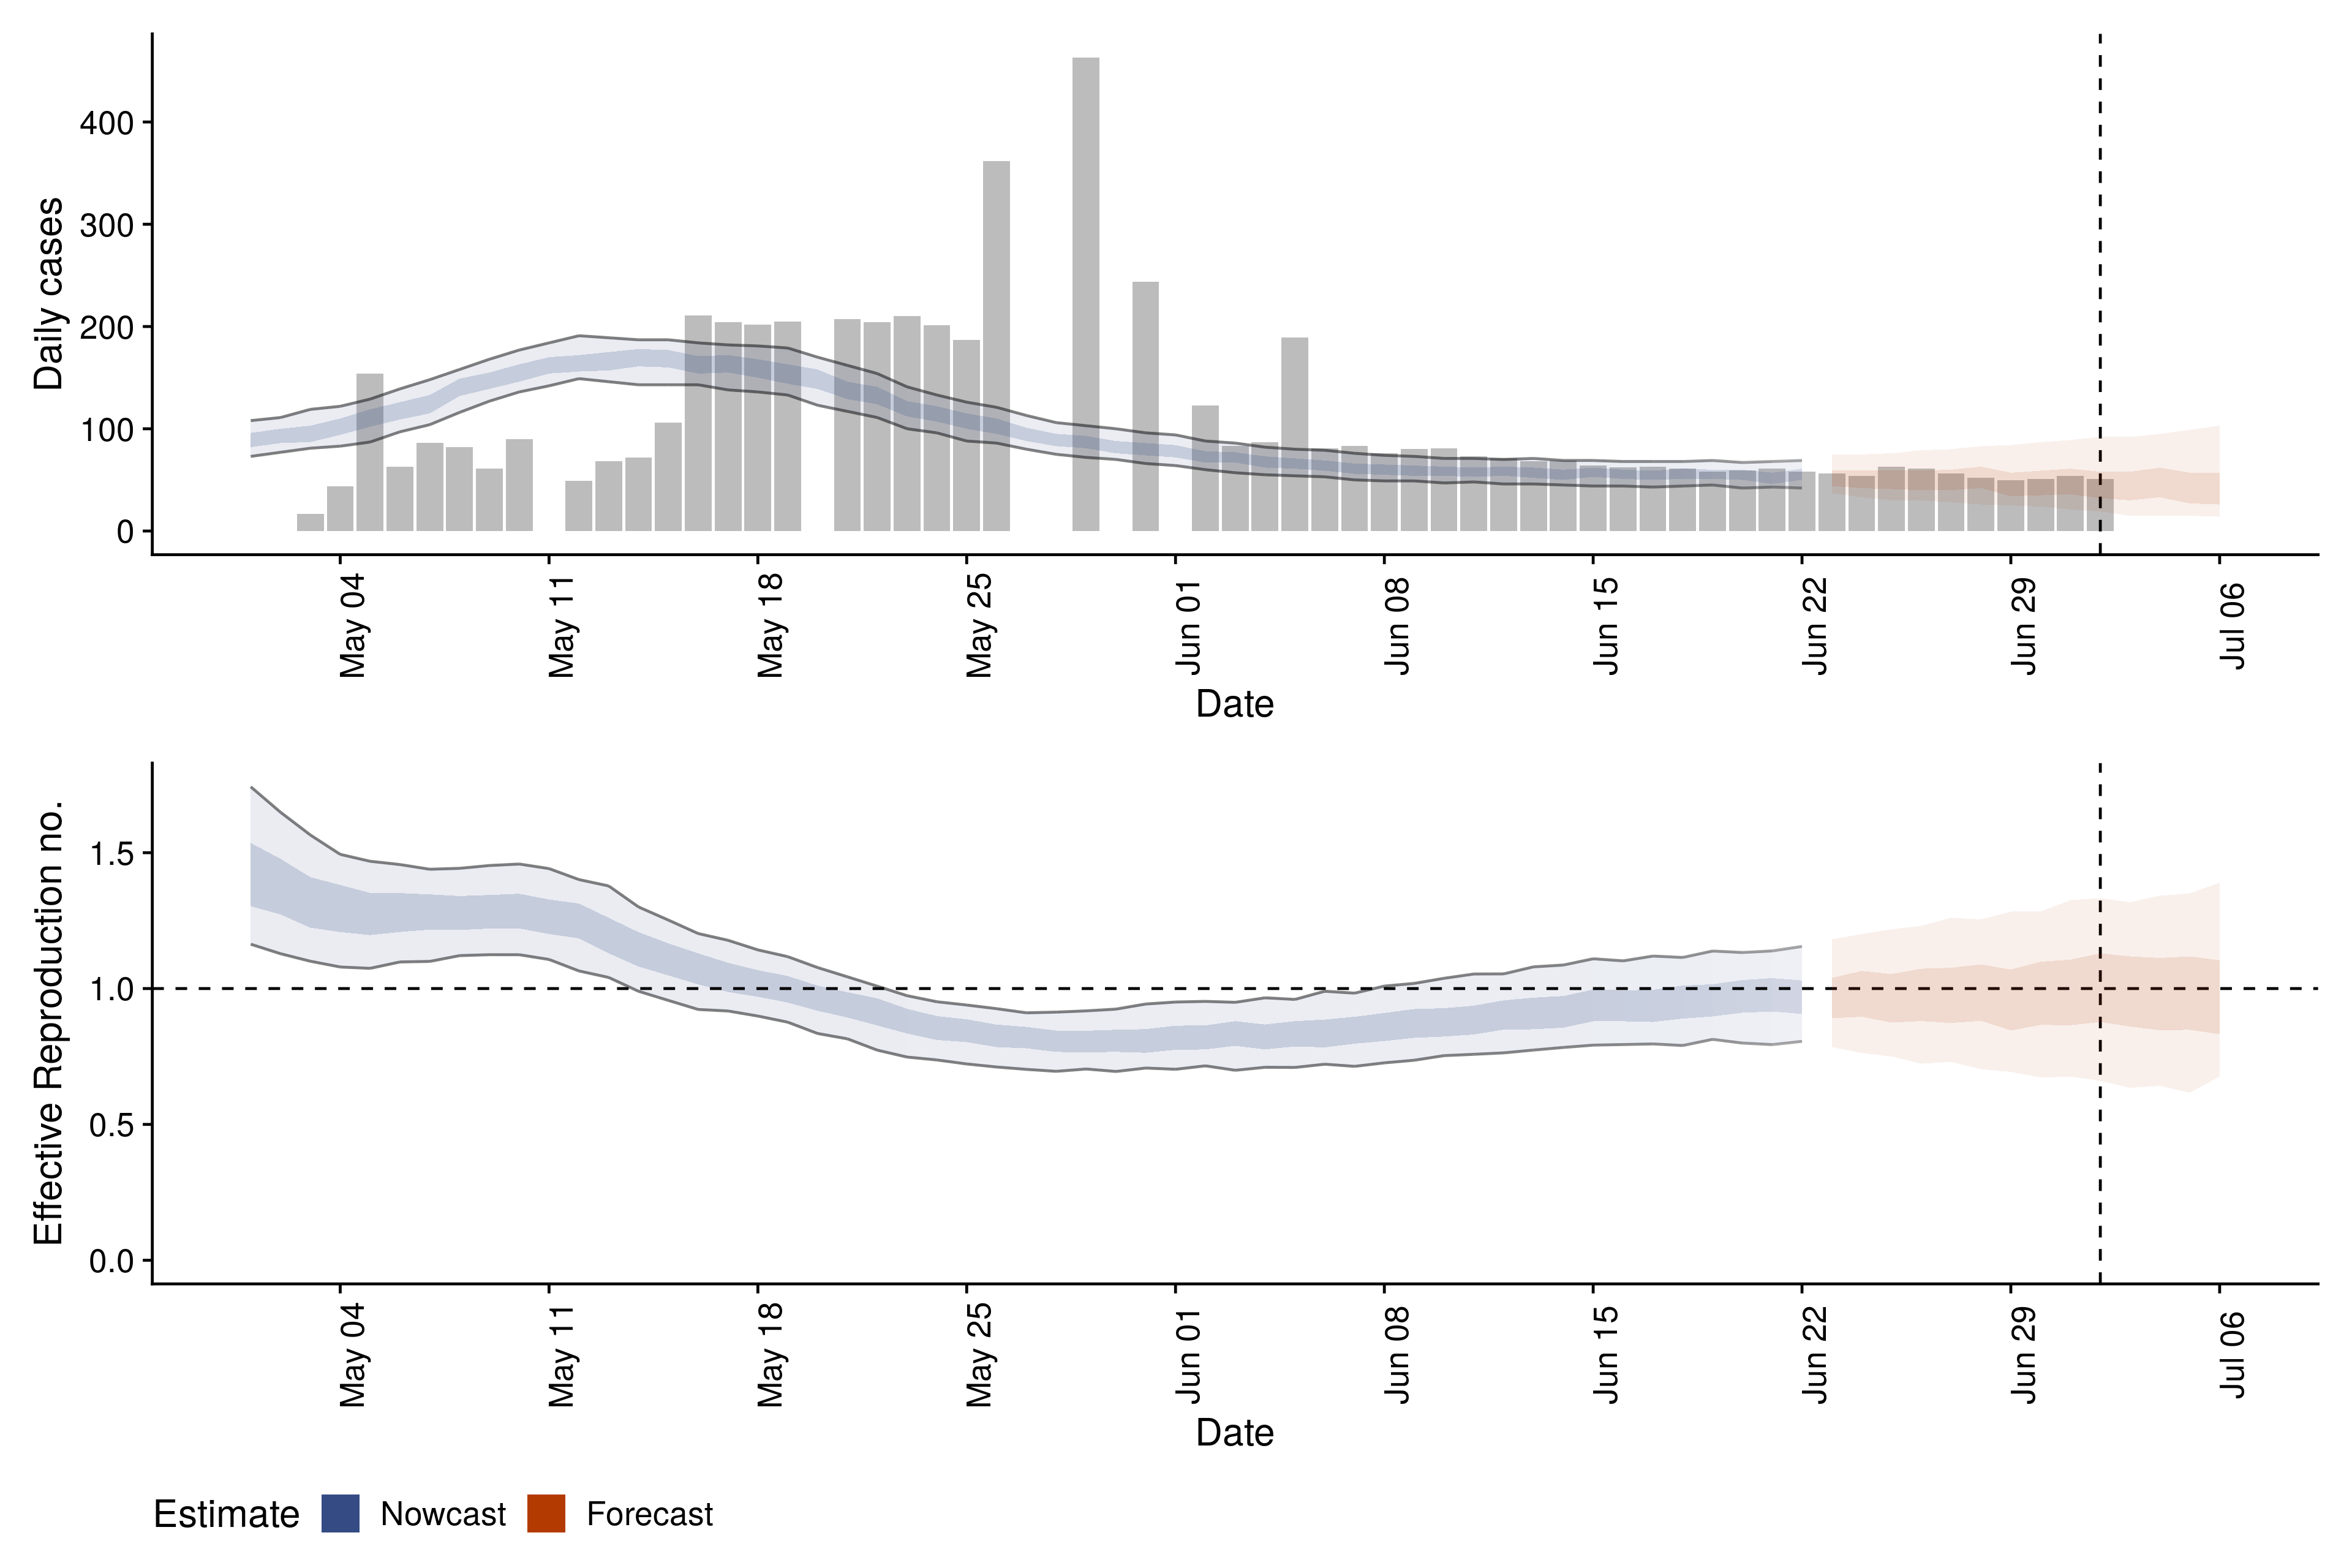 Daily cases
400
300
200
100
0
May 04
May 11
May 18
May 25
Jun 01
Jun 08
Jun 15
Jun 22
Jun 29
Jul 06
Date
Effective Reproduction no.
1.5
1.0
0.5
0.0
May 04
May 11
May 18
May 25
Jun 01
Jun 08
Jun 15
Jun 22
Jun 29
Jul 06
Date
Estimate Nowcast Forecast